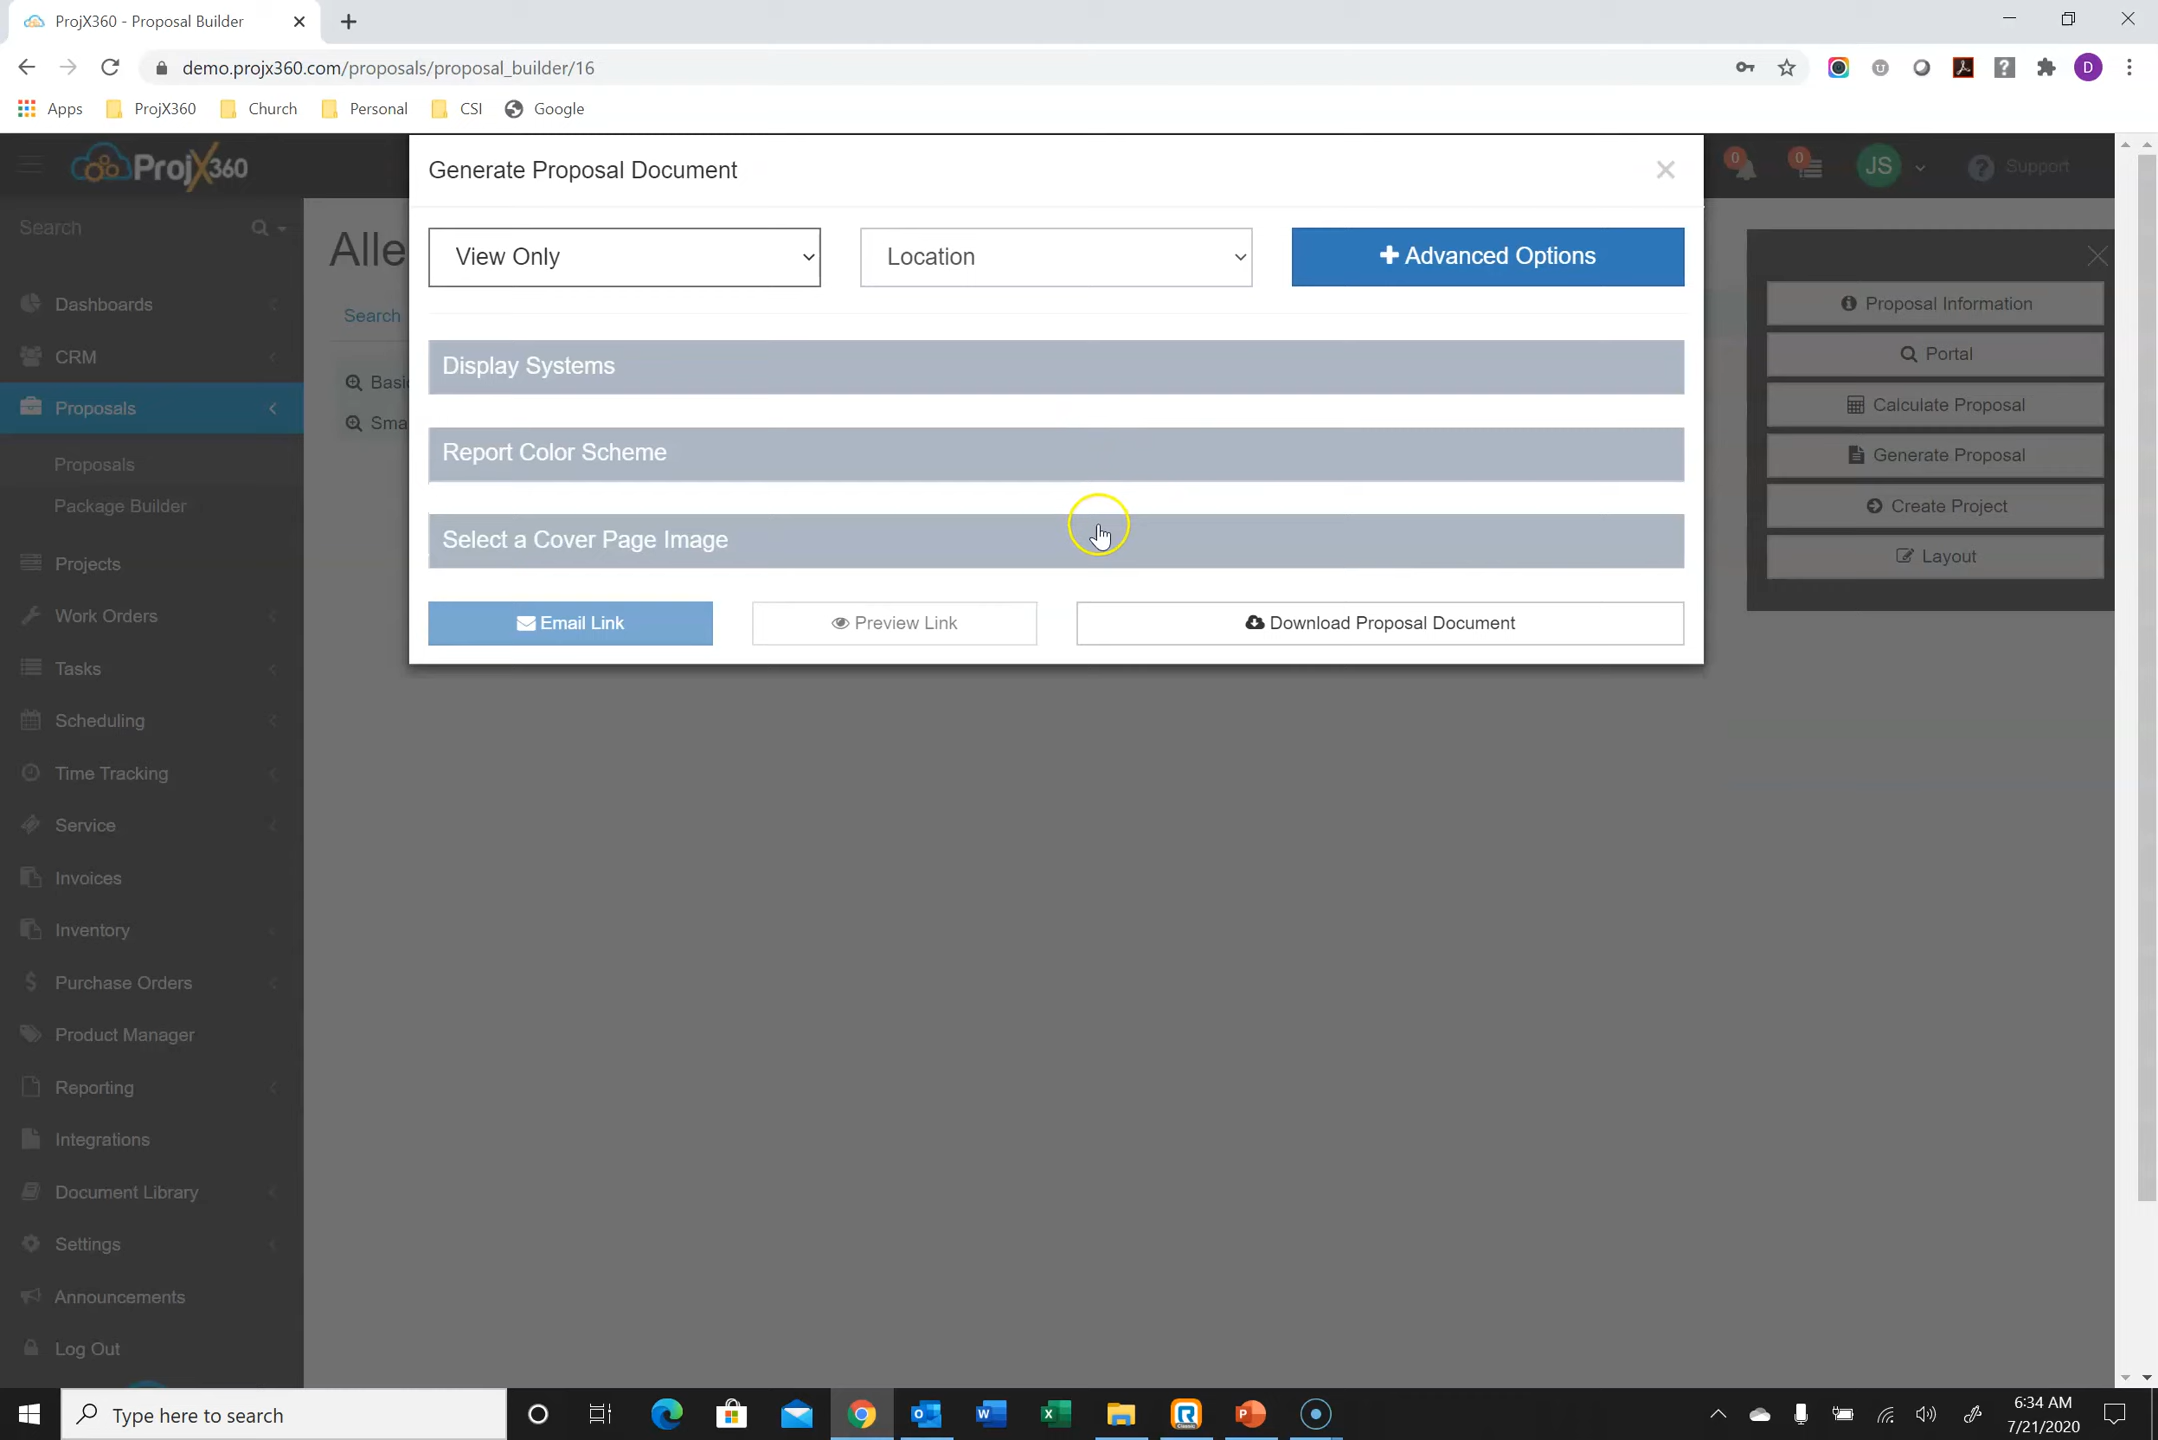 ProjX360 - Proposal Builder
demo.projx360.com/proposals/proposal_builder/16
D
Apps
ProjX360
Church
Personal
CSI
Google
ProjX360
Generate Proposal Document
0
0
JS
Support
Search
Alle
View Only
Location
Advanced Options
Search
Basi
Sma
Display Systems
Report Color Scheme
Select a Cover Page Image
Email Link
Preview Link
Download Proposal Document
Proposal Information
Portal
Calculate Proposal
Generate Proposal
Create Project
Layout
Dashboards
CRM
Proposals
Proposals
Package Builder
Projects
Work Orders
Tasks
Scheduling
Time Tracking
Service
Invoices
Inventory
Purchase Orders
Product Manager
Reporting
Integrations
Document Library
Settings
Announcements
Log Out
Type here to search
6:34 AM
7/21/2020